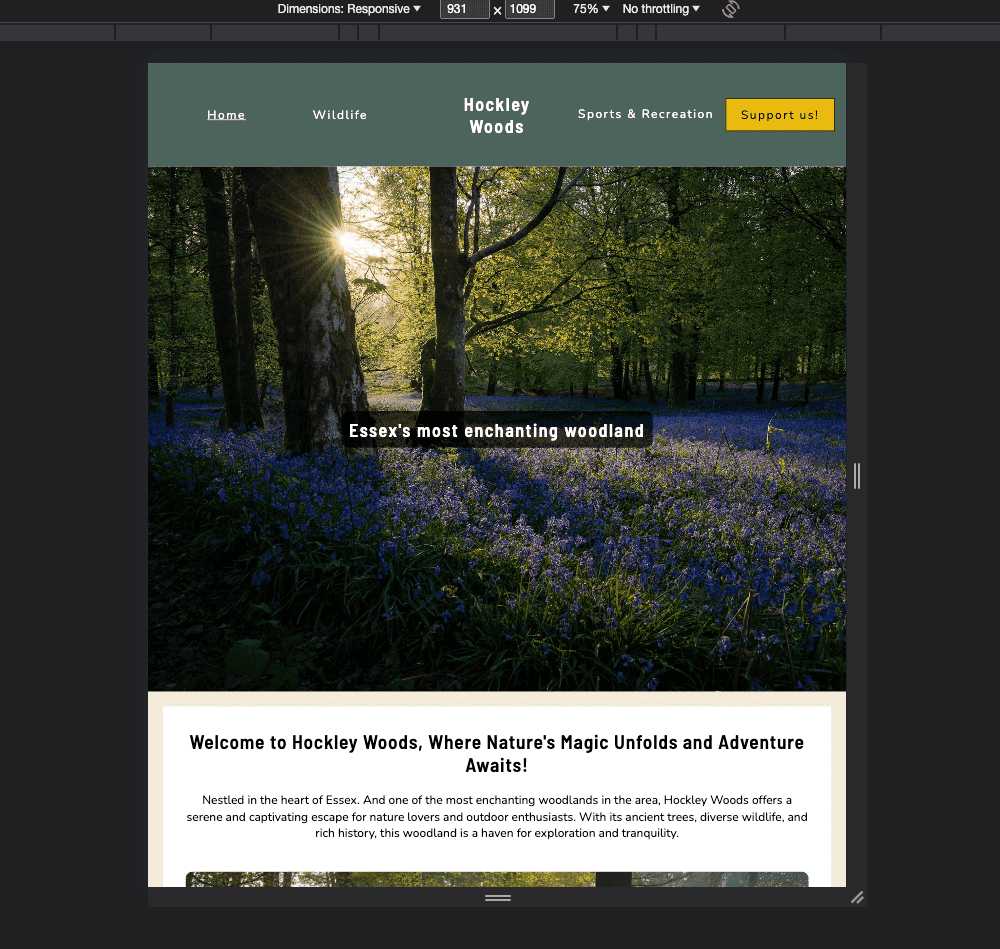 Dimensions: Responsive ▼ 931 × 1099 75% ▼ No throttling ▼
Home Wildlife Hockley Woods Sports & Recreation Support us!
Essex's most enchanting woodland
Welcome to Hockley Woods, Where Nature's Magic Unfolds and Adventure
Awaits!
Nestled in the heart of Essex. And one of the most enchanting woodlands in the area, Hockley Woods offers a
serene and captivating escape for nature lovers and outdoor enthusiasts. With its ancient trees, diverse wildlife, and
rich history, this woodland is a haven for exploration and tranquility.